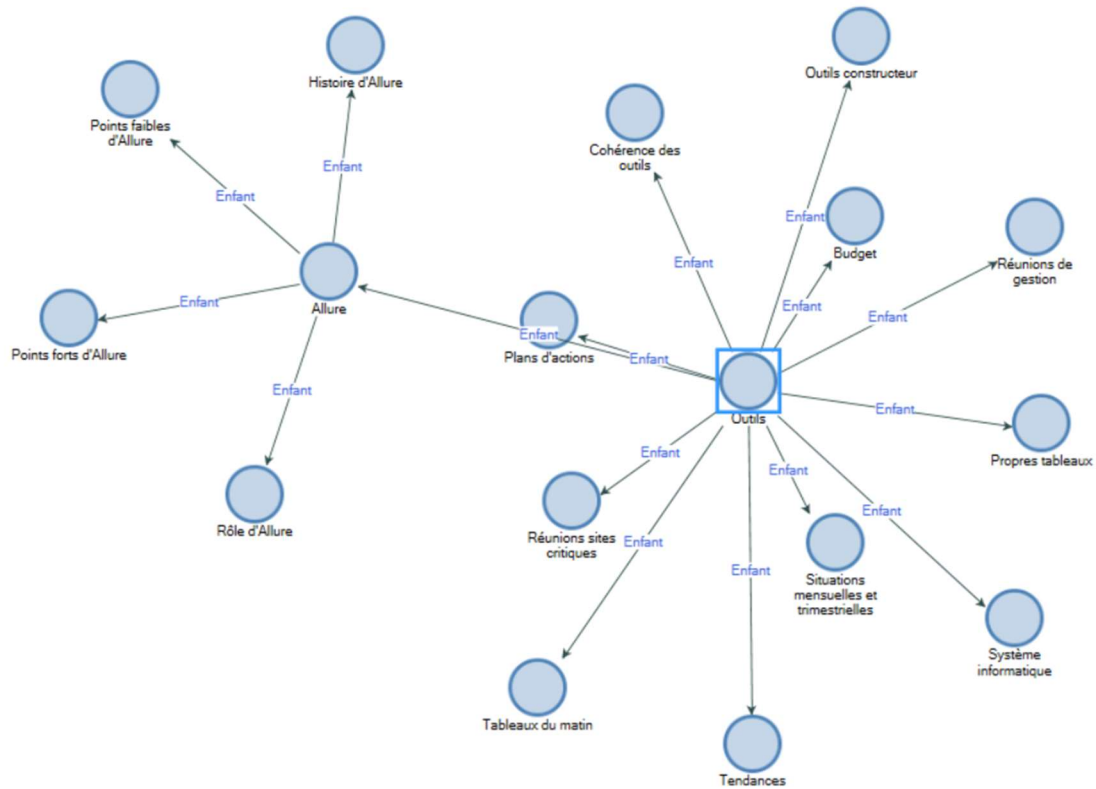 Outils constructeur
Histoire d'Allure
Points faibles
d'Allure
Cohérence des
outils
Enfant
Enfant
Enfant
Budget
Enfant
Réunions de
gestion
Enfant
Enfant
Enfant
Allure
Points forts d'Allure
Enfant
Enfant
Plans d'actions
Enfant
Enfant
Outils
Enfant
Propres tableaux
Enfant
Enfant
Enfant
Rôle d'Allure
Réunions sites
critiques
Enfant
Enfant
Situations
mensuelles et
trimestrielles
Système
informatique
Tableaux du matin
Tendances